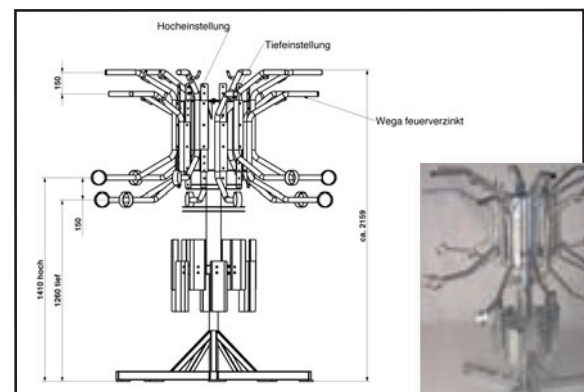 Hocheinstellung
Tiefeinstellung
150
Wega feuerverzinkt
150
1410 hoch
1260 tief
ca. 2159